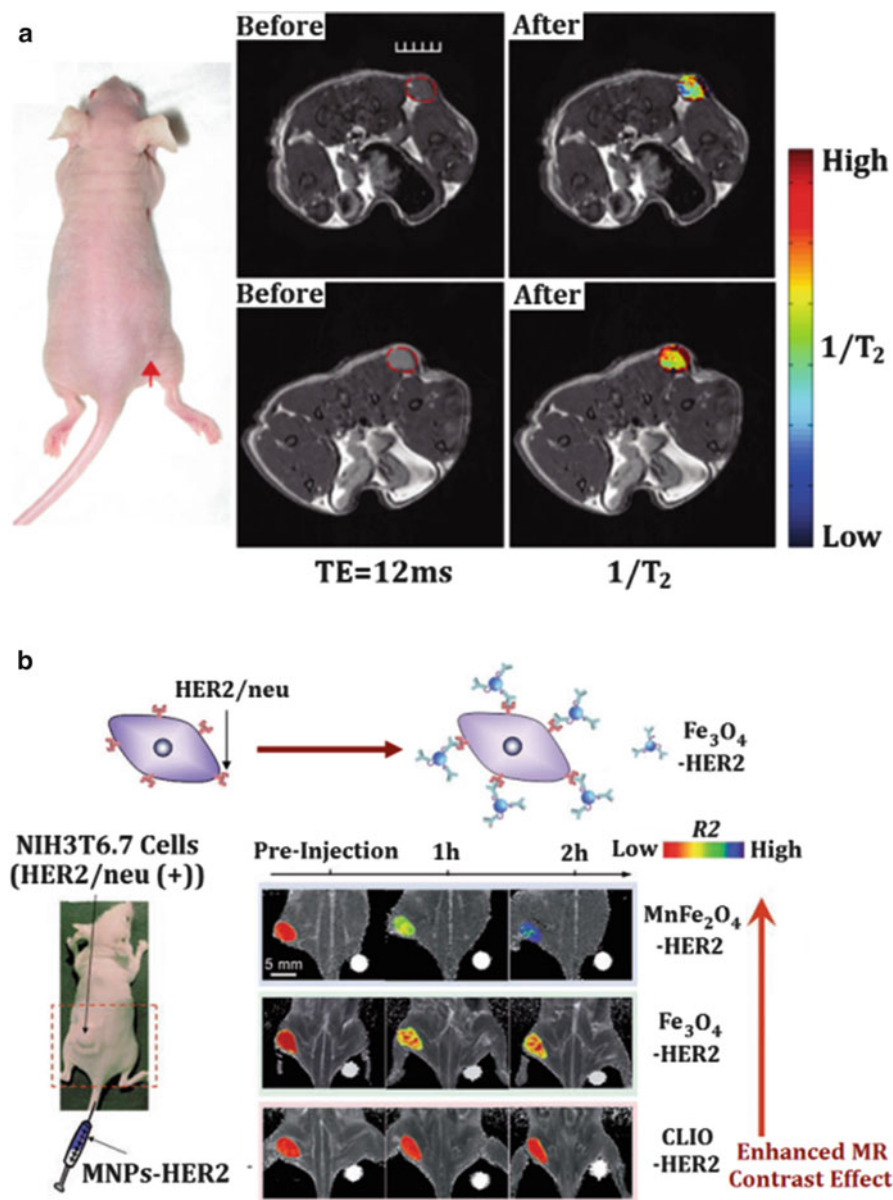 a
Before
After
High
Before
After
1/T₂
Low
TE=12ms
1/T₂
b
HER2/neu
Fe₃O₄
-HER2
NIH3T6.7 Cells
(HER2/neu (+))
Pre-Injection
1h
2h
R2
Low
High
MnFe₂O₄
-HER2
5 mm
Fe₃O₄
-HER2
CLIO
-HER2
MNPs-HER2
Enhanced MR
Contrast Effect